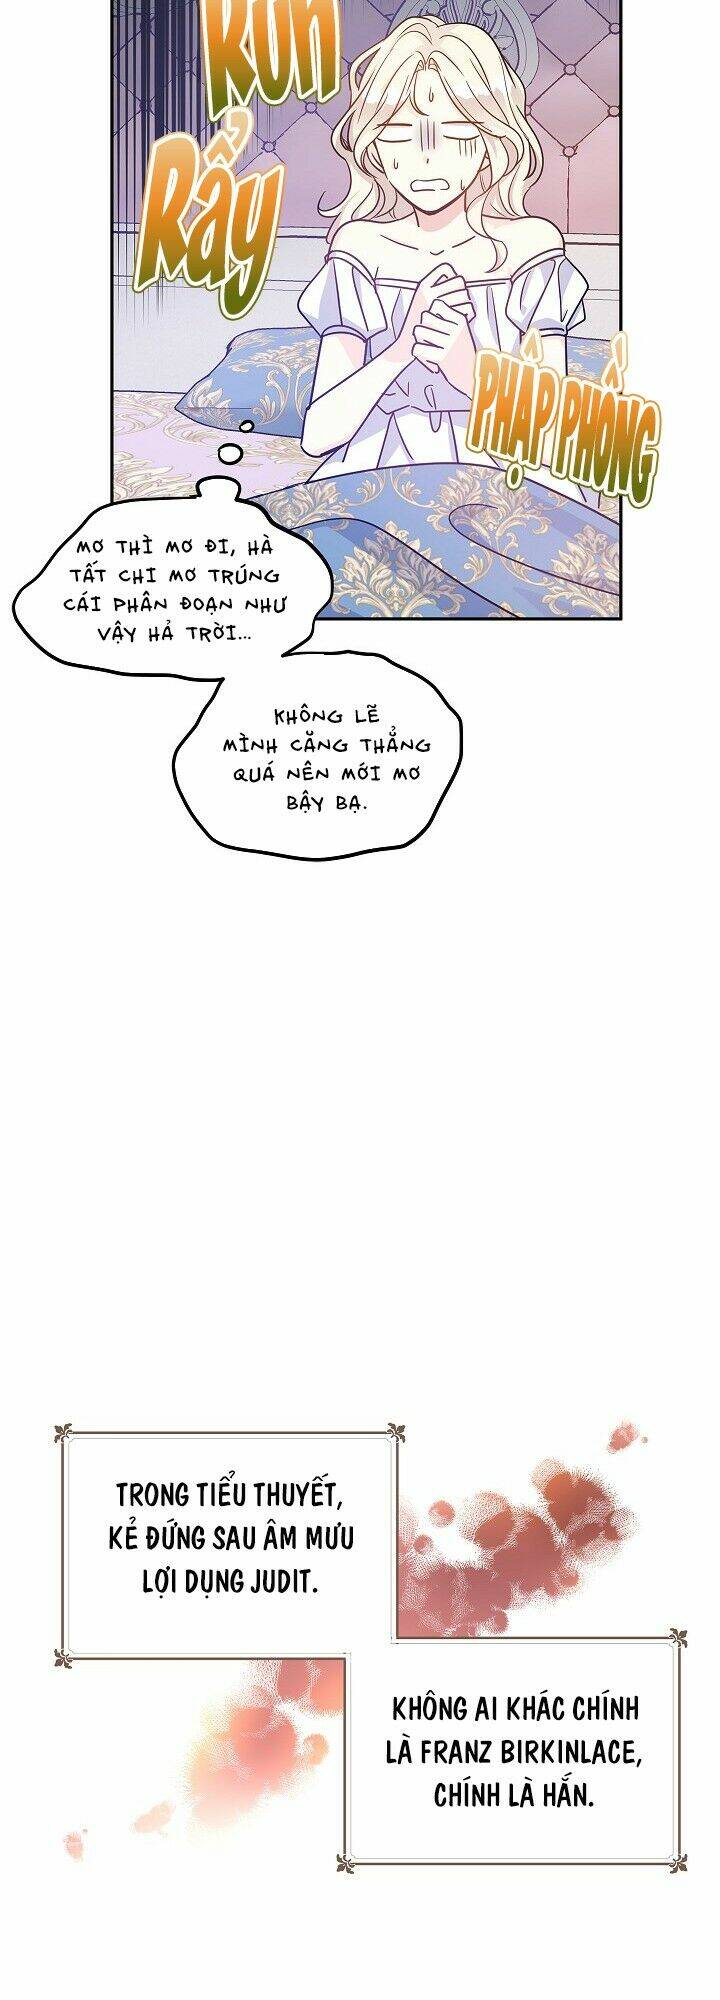 RUN
RẨY
PHẬP PHỒNG
MƠ THÌ MƠ ĐI, HÀ
TẤT CHI MƠ TRÚNG
CÁI PHÂN ĐOẠN NHƯ
VẬY HẢ TRỜI...
KHÔNG LẼ
MÌNH CĂNG THẲNG
QUÁ NÊN MỚI MƠ
BẬY BẠ.
TRONG TIỂU THUYẾT,
KẺ ĐỨNG SAU ÂM MƯU
LỢI DỤNG JUDIT.
KHÔNG AI KHÁC CHÍNH
LÀ FRANZ BIRKINLACE,
CHÍNH LÀ HẮN.